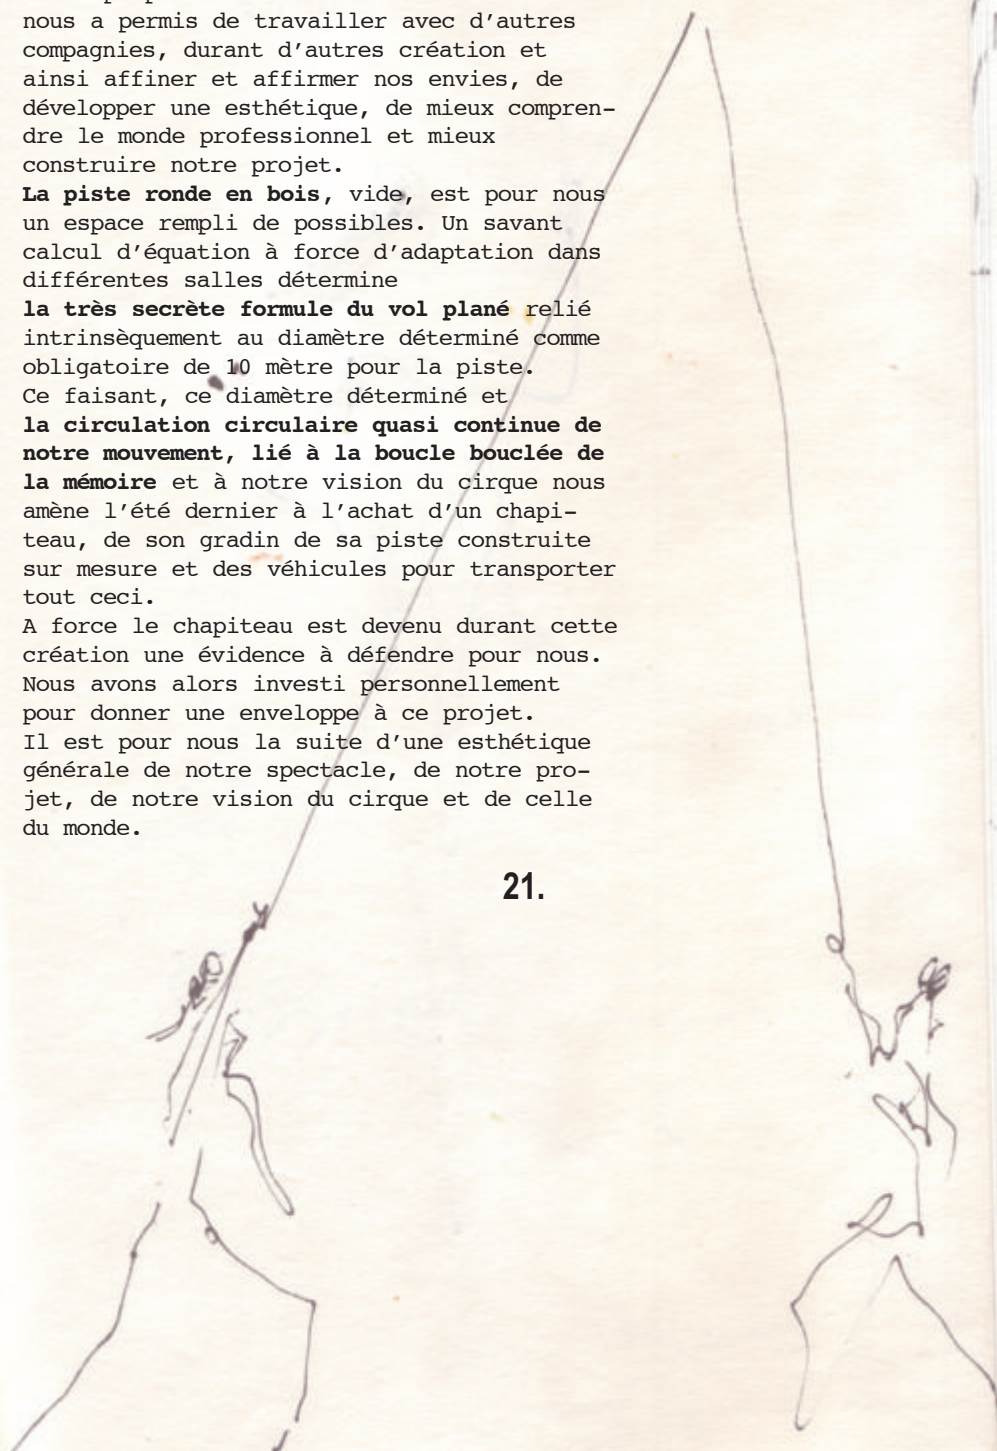 nous a permis de travailler avec d’autres
compagnies, durant d’autres création et
ainsi affiner et affirmer nos envies, de
développer une esthétique, de mieux compren-
dre le monde professionnel et mieux
construire notre projet.
La piste ronde en bois, vide, est pour nous
un espace rempli de possibles. Un savant
calcul d’équation à force d’adaptation dans
différentes salles détermine
la très secrète formule du vol plané relié
intrinsèquement au diamètre déterminé comme
obligatoire de 10 mètre pour la piste.
Ce faisant, ce diamètre déterminé et
la circulation circulaire quasi continue de
notre mouvement, lié à la boucle bouclée de
la mémoire et à notre vision du cirque nous
amène l’été dernier à l’achat d’un chapi-
teau, de son gradin de sa piste construite
sur mesure et des véhicules pour transporter
tout ceci.
A force le chapiteau est devenu durant cette
création une évidence à défendre pour nous.
Nous avons alors investi personnellement
pour donner une enveloppe à ce projet.
Il est pour nous la suite d’une esthétique
générale de notre spectacle, de notre pro-
jet, de notre vision du cirque et de celle
du monde.
21.